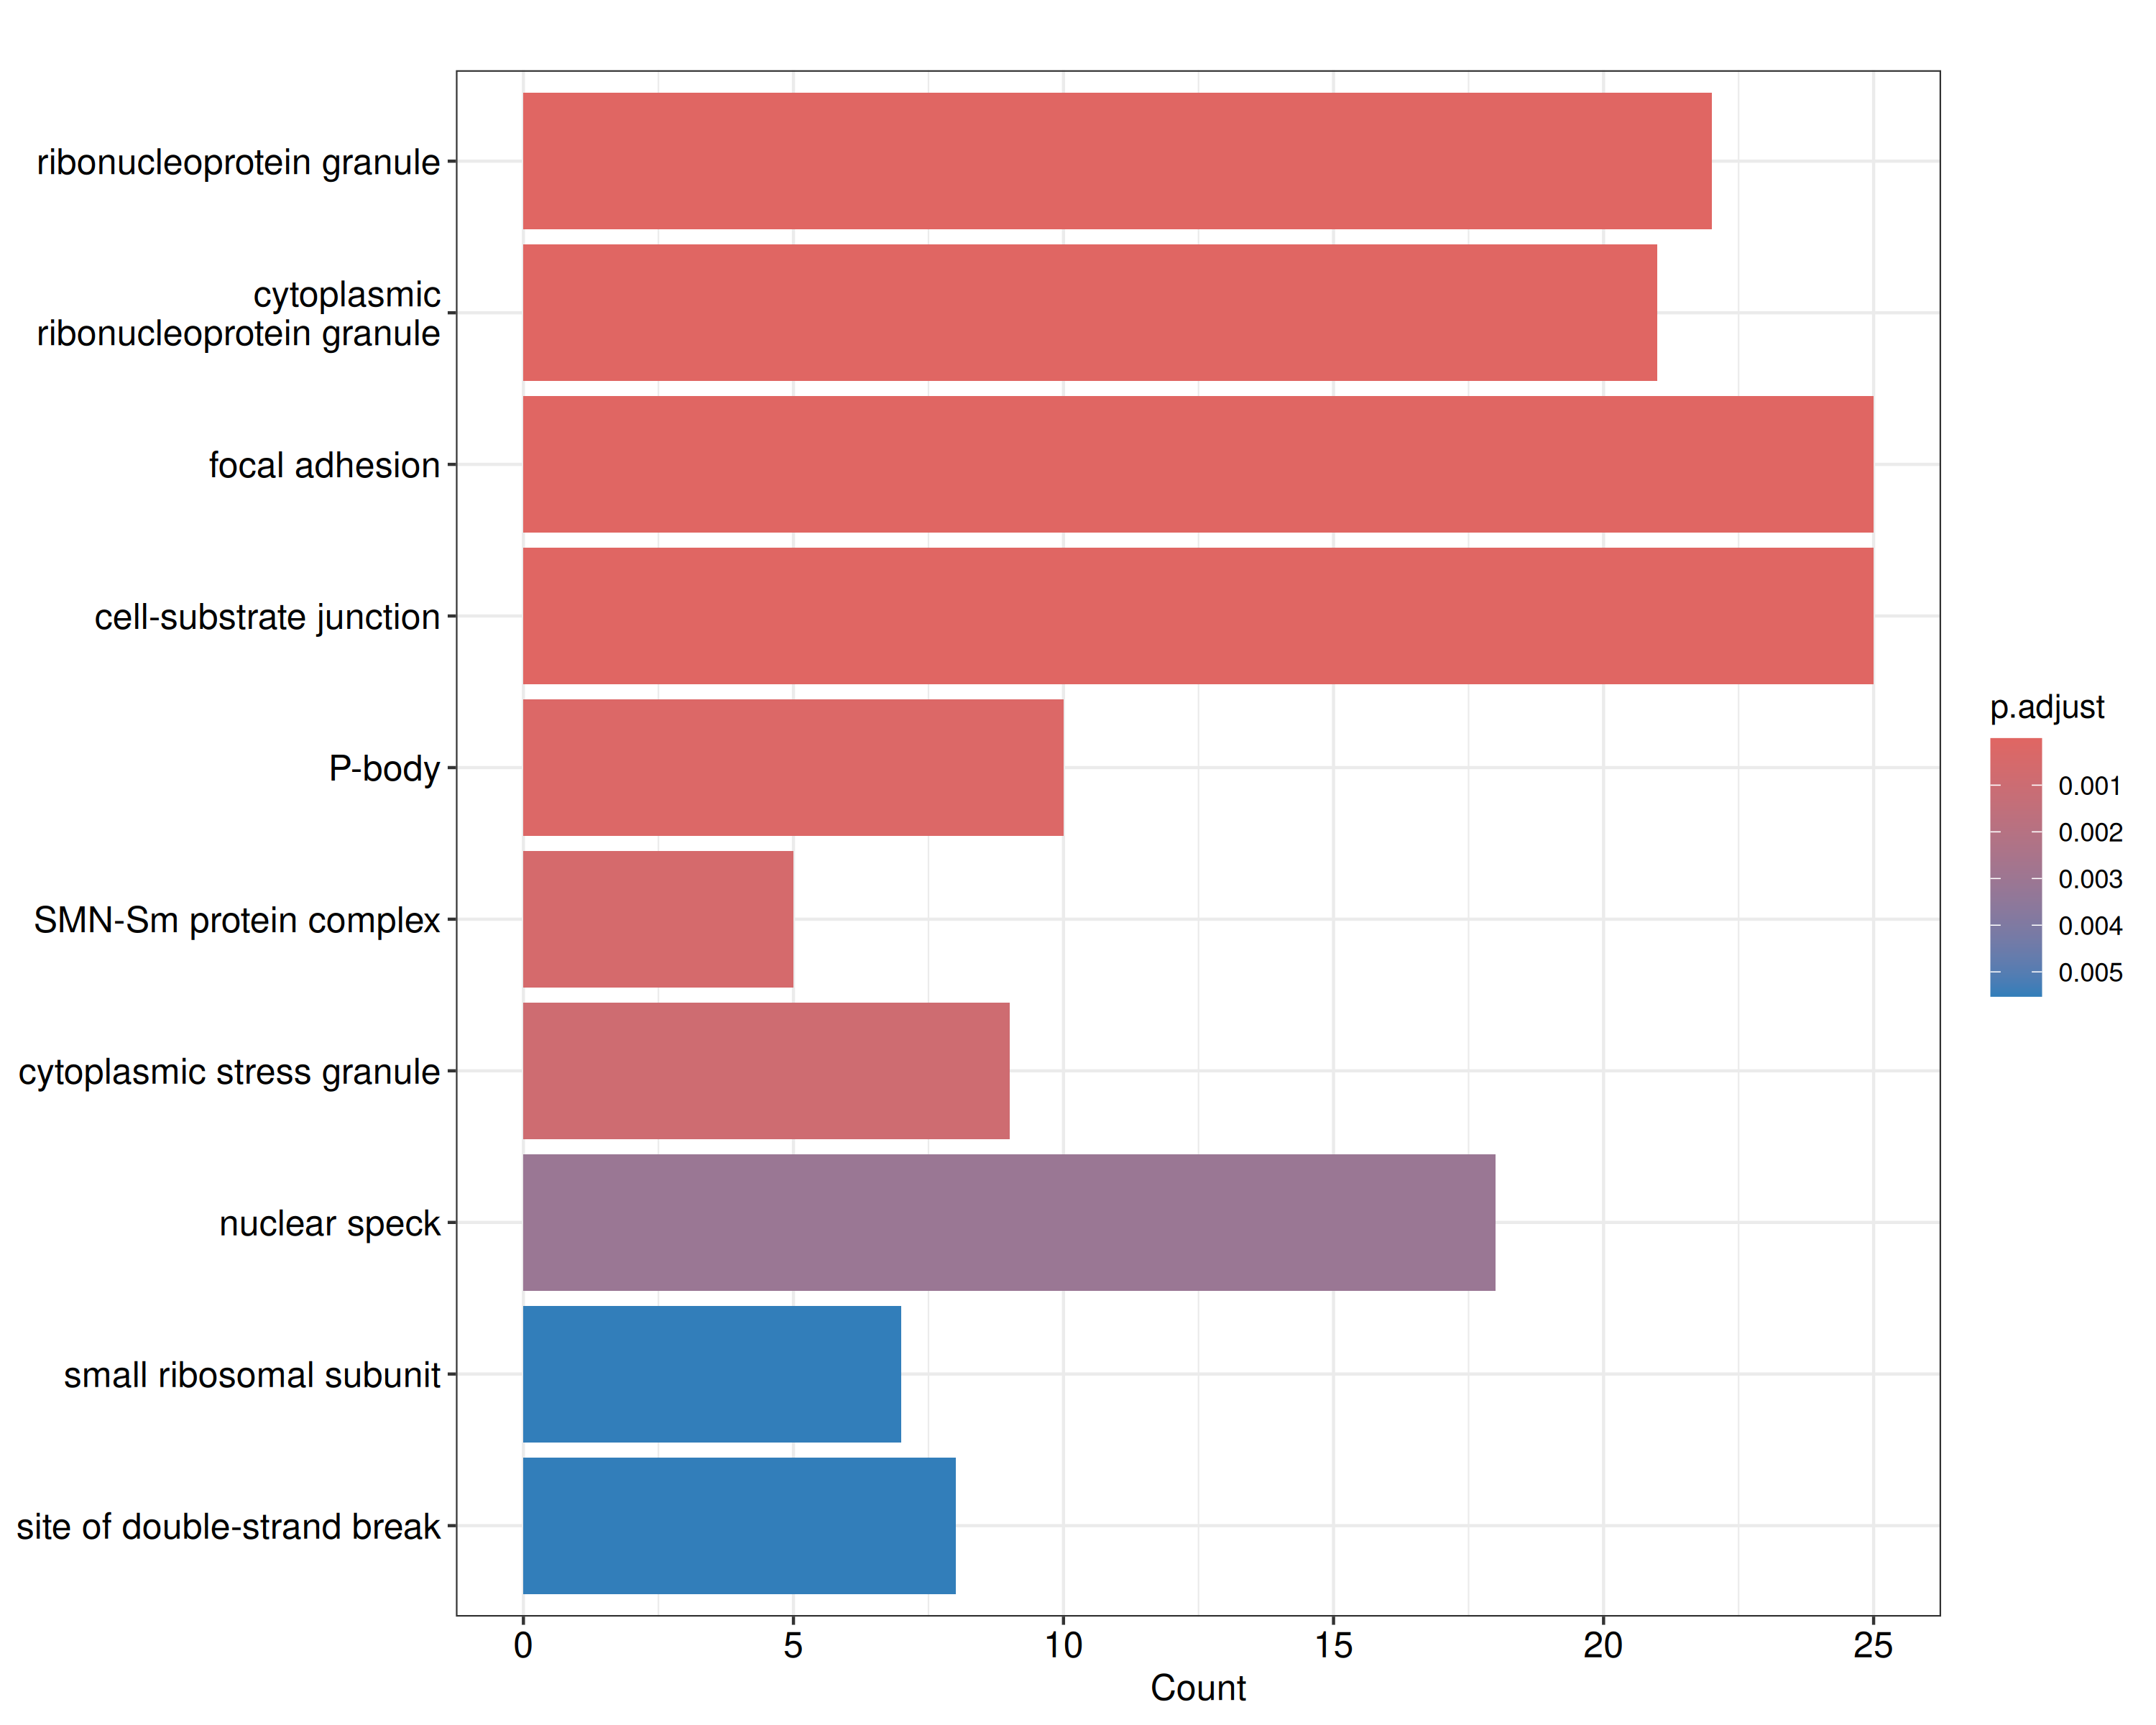 ribonucleoprotein granule
cytoplasmic
ribonucleoprotein granule
focal adhesion
cell-substrate junction
P-body
SMN-Sm protein complex
cytoplasmic stress granule
nuclear speck
small ribosomal subunit
site of double-strand break
0 5 10 15 20 25
Count
p.adjust
0.001
0.002
0.003
0.004
0.005